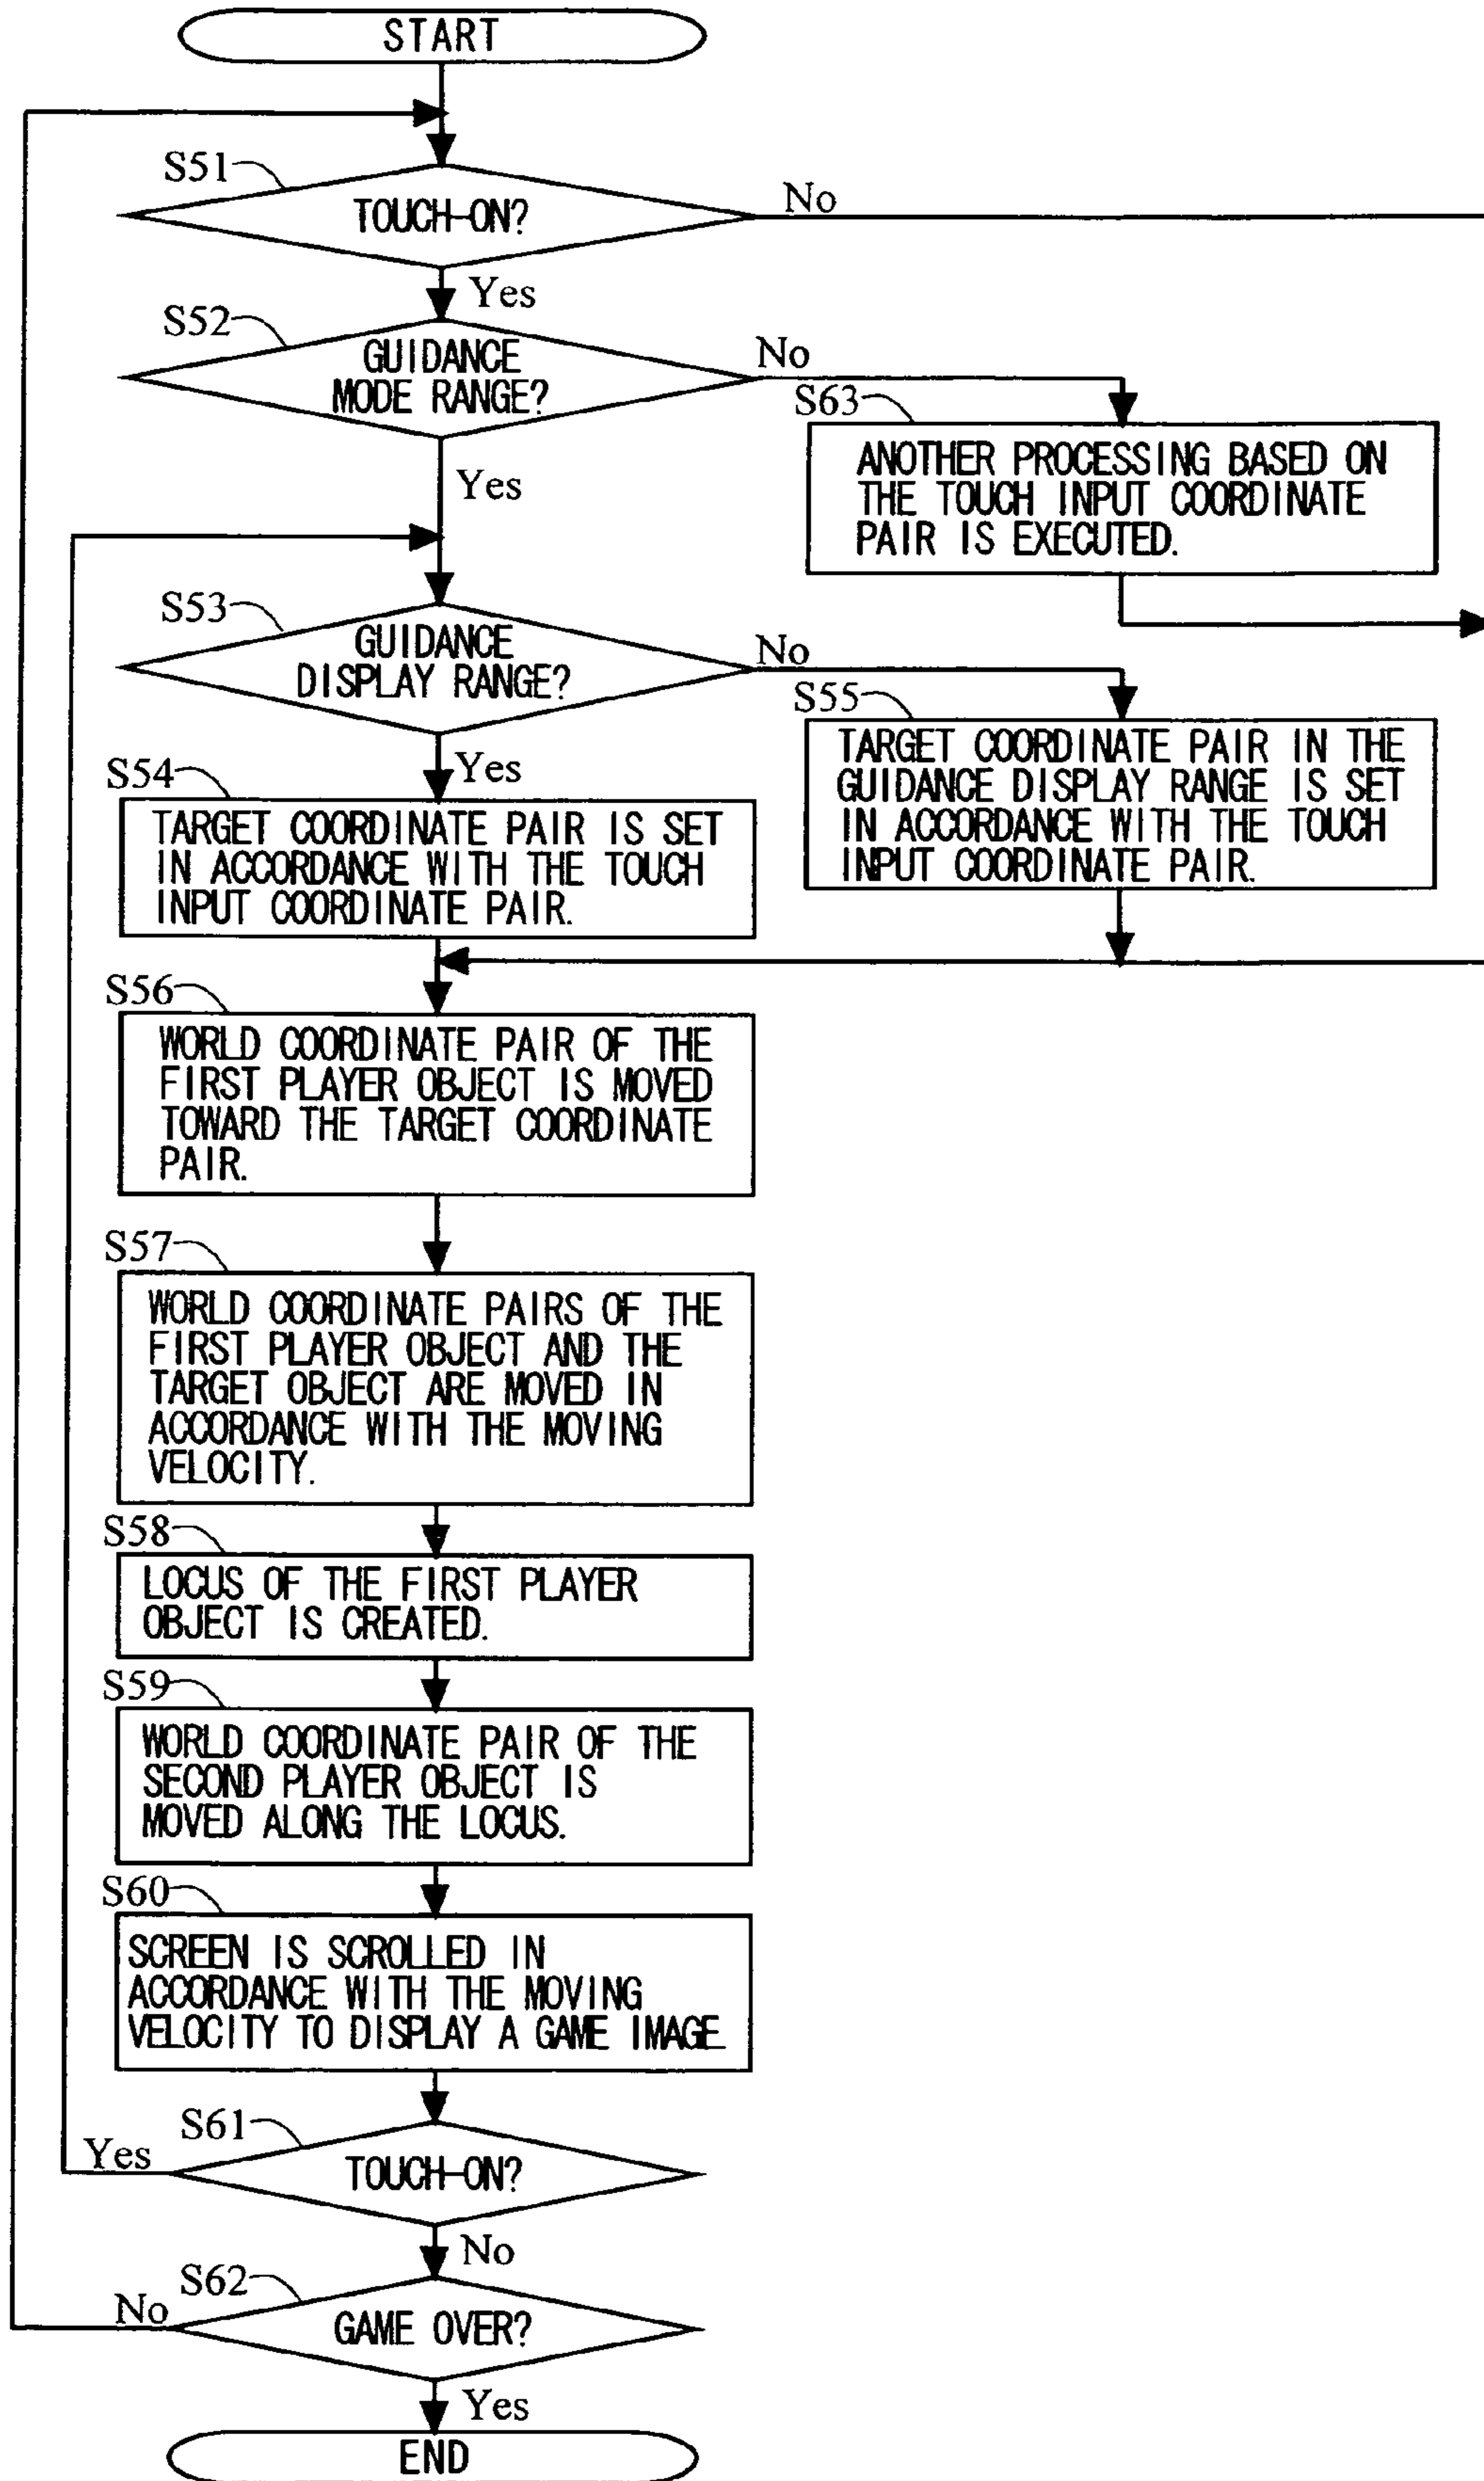 START
S51
TOUCH-ON?
No
Yes
S52
GUIDANCE
MODE RANGE?
No
Yes
S63
ANOTHER PROCESSING BASED ON
THE TOUCH INPUT COORDINATE
PAIR IS EXECUTED.
S53
GUIDANCE
DISPLAY RANGE?
No
Yes
S54
TARGET COORDINATE PAIR IS SET
IN ACCORDANCE WITH THE TOUCH
INPUT COORDINATE PAIR.
S55
TARGET COORDINATE PAIR IN THE
GUIDANCE DISPLAY RANGE IS SET
IN ACCORDANCE WITH THE TOUCH
INPUT COORDINATE PAIR.
S56
WORLD COORDINATE PAIR OF THE
FIRST PLAYER OBJECT IS MOVED
TOWARD THE TARGET COORDINATE
PAIR.
S57
WORLD COORDINATE PAIRS OF THE
FIRST PLAYER OBJECT AND THE
TARGET OBJECT ARE MOVED IN
ACCORDANCE WITH THE MOVING
VELOCITY.
S58
LOCUS OF THE FIRST PLAYER
OBJECT IS CREATED.
S59
WORLD COORDINATE PAIR OF THE
SECOND PLAYER OBJECT IS
MOVED ALONG THE LOCUS.
S60
SCREEN IS SCROLLED IN
ACCORDANCE WITH THE MOVING
VELOCITY TO DISPLAY A GAME IMAGE
S61
Yes
TOUCH-ON?
No
S62
No
GAME OVER?
Yes
END